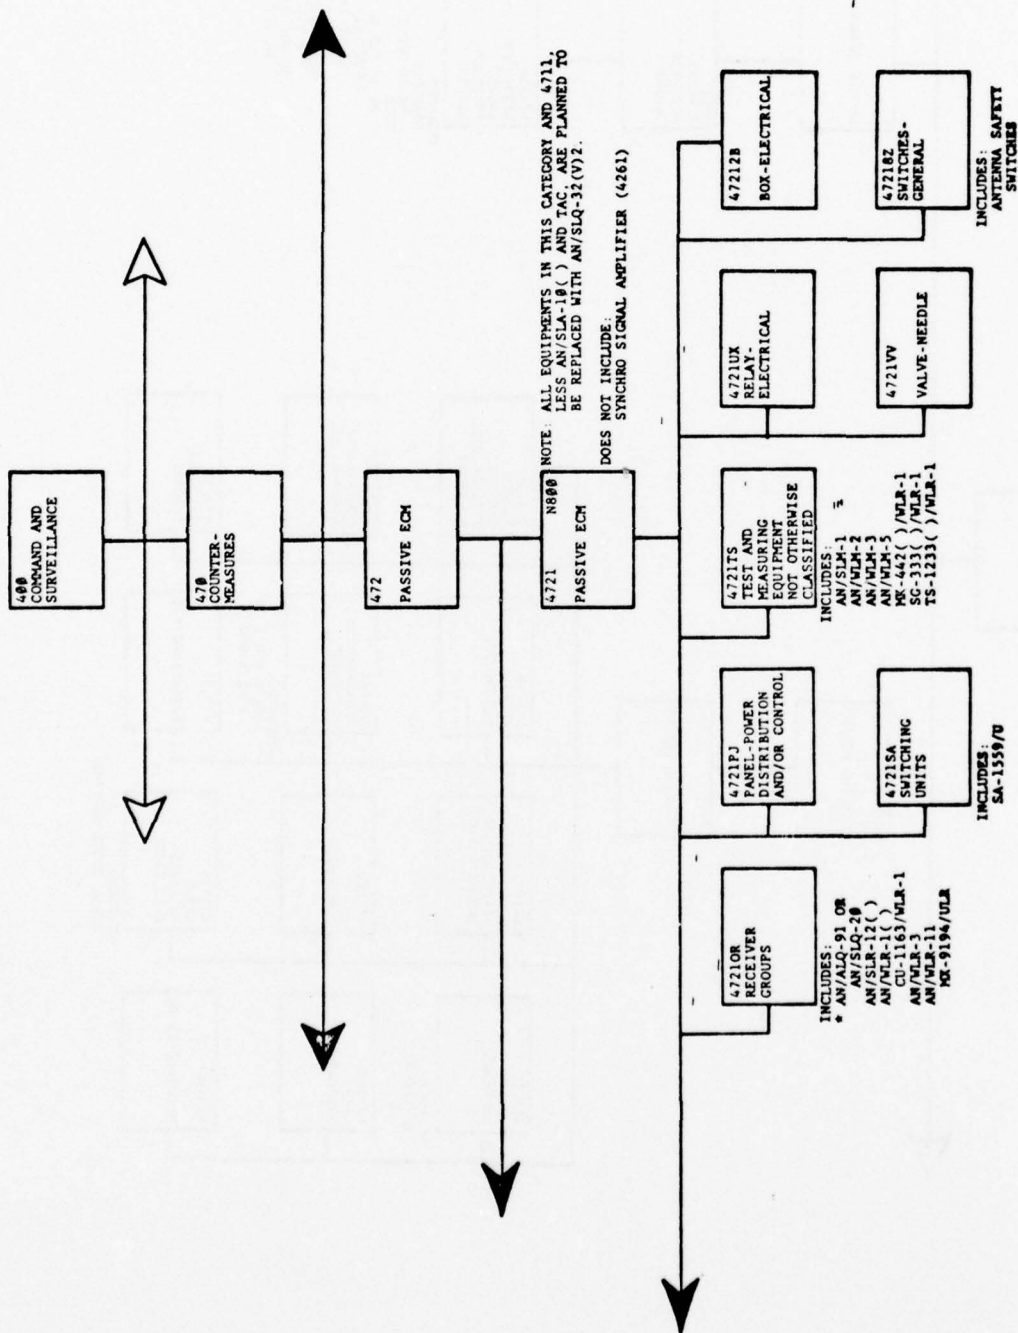 400
COMMAND AND
SURVEILLANCE
470
COUNTER-
MEASURES
472
PASSIVE ECM
4721 N800
PASSIVE ECM
NOTE: ALL EQUIPMENTS IN THIS CATEGORY AND 4711,
LESS AN/SLA-10( ) AND TAC, ARE PLANNED TO
BE REPLACED WITH AN/SLQ-32(V)2.
DOES NOT INCLUDE:
SYNCHRO SIGNAL AMPLIFIER (4261)
4721OR
RECEIVER
GROUPS
INCLUDES:
* AN/ALQ-91 OR
AN/SLQ-20
AN/SLR-12( )
AN/WLR-1( )
CU-1163/WLR-1
AN/WLR-3
AN/WLR-11
MX-9194/ULR
4721PJ
PANEL-POWER
DISTRIBUTION
AND/OR CONTROL
4721SA
SWITCHING
UNITS
INCLUDES:
SA-1559/U
4721TS
TEST AND
MEASURING
EQUIPMENT
NOT OTHERWISE
CLASSIFIED
INCLUDES:
AN/SLM-1
AN/WLM-2
AN/WLM-3
AN/WLM-5
MK-442( )/WLR-1
SG-333( )/WLR-1
TS-1233( )/WLR-1
4721UX
RELAY-
ELECTRICAL
4721VV
VALVE-NEEDLE
47212B
BOX-ELECTRICAL
47218Z
SWITCHES-
GENERAL
INCLUDES:
ANTENNA SAFETY
SWITCHES